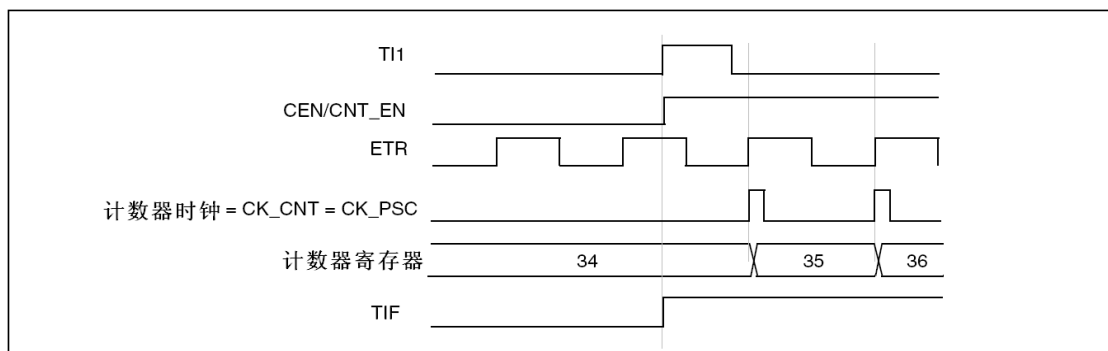 TI1
CEN/CNT_EN
ETR
计数器时钟 = CK_CNT = CK_PSC
计数器寄存器 34 35 36
TIF